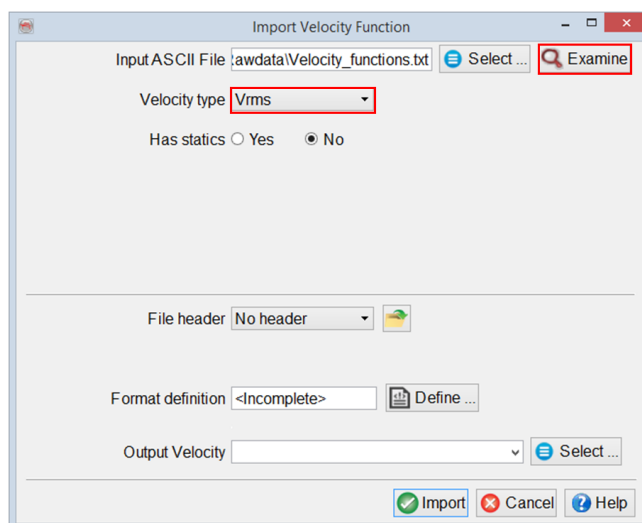 Import Velocity Function
Input ASCII File awdata\Velocity_functions.txt Select ... Examine
Velocity type Vrms
Has statics Yes No
File header No header
Format definition <Incomplete> Define ...
Output Velocity Select ...
Import Cancel Help